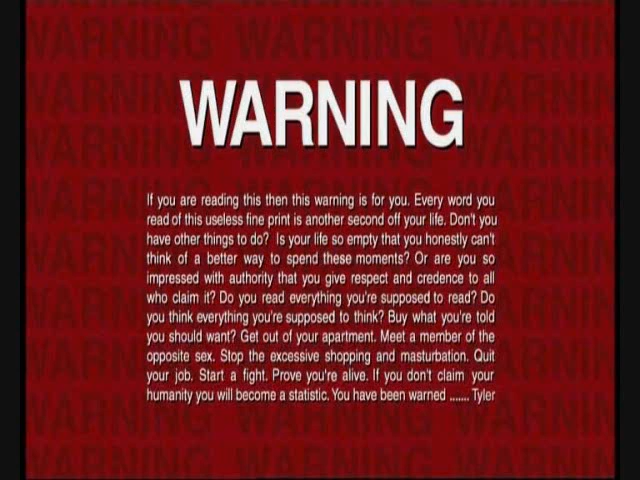 WARNING WARNING WARNING
WARNING
If you are reading this then this warning is for you. Every word you
read of this useless fine print is another second off your life. Don't you
have other things to do? Is your life so empty that you honestly can't
think of a better way to spend these moments? Or are you so
impressed with authority that you give respect and credence to all
who claim it? Do you read everything you're supposed to read? Do
you think everything you're supposed to think? Buy what you're told
you should want? Get out of your apartment. Meet a member of the
opposite sex. Stop the excessive shopping and masturbation. Quit
your job. Start a fight. Prove you're alive. If you don't claim your
humanity you will become a statistic. You have been warned ....... Tyler
WARNING WARNING WARNING